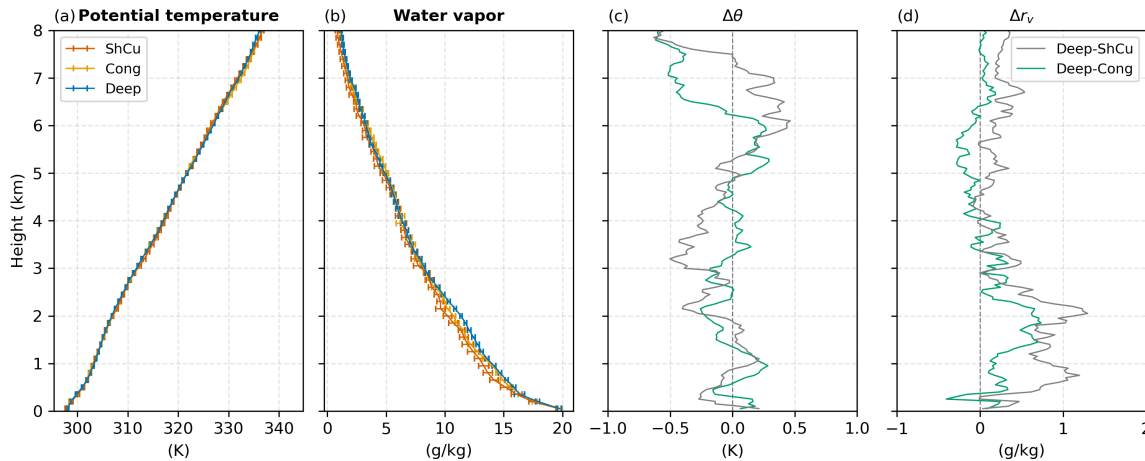 (a) Potential temperature
(b) Water vapor
(c) Δθ
(d) Δrᵥ
Height (km)
8
7
6
5
4
3
2
1
0
ShCu
Cong
Deep
Deep-ShCu
Deep-Cong
300 310 320 330 340
0 5 10 15 20
−1.0 −0.5 0.0 0.5 1.0
−1 0 1 2
(K)
(g/kg)
(K)
(g/kg)